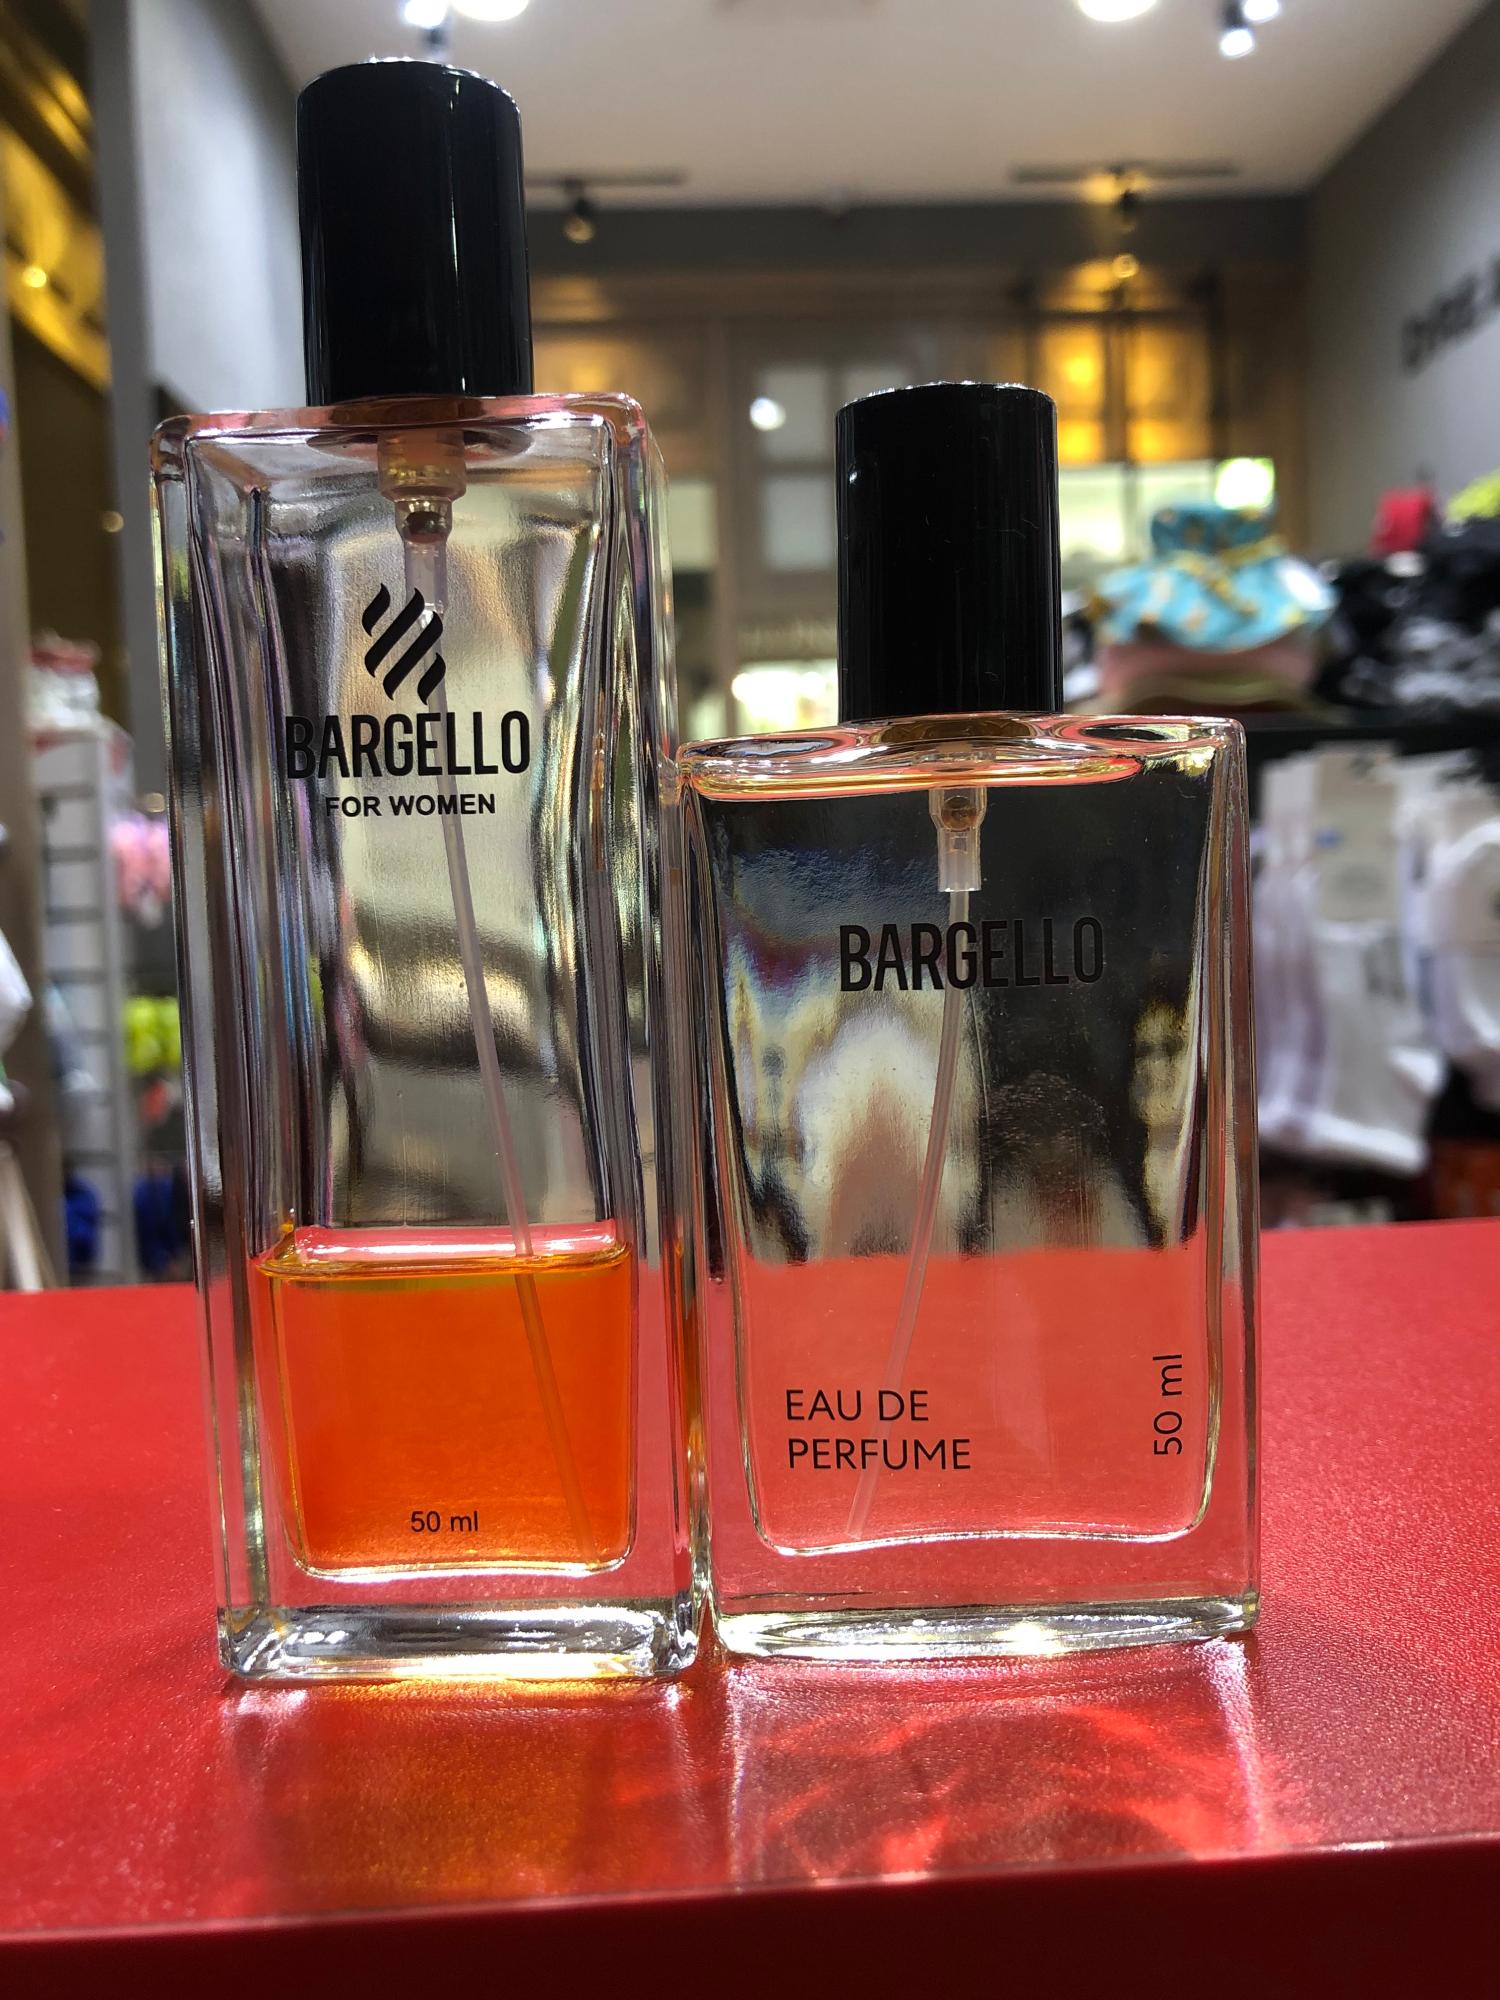 BARGELLO
FOR WOMEN
50 ml
BARGELLO
EAU DE
PERFUME
50 ml